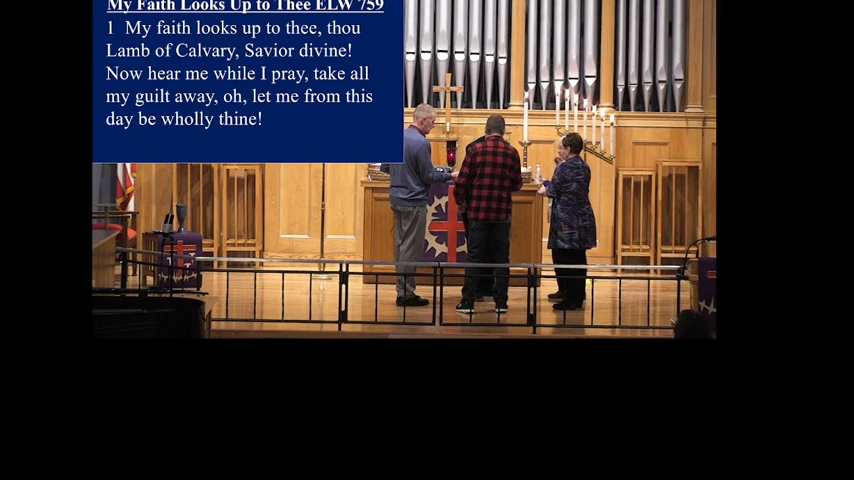 My Faith Looks Up to Thee ELW 759
1 My faith looks up to thee, thou
Lamb of Calvary, Savior divine!
Now hear me while I pray, take all
my guilt away, oh, let me from this
day be wholly thine!